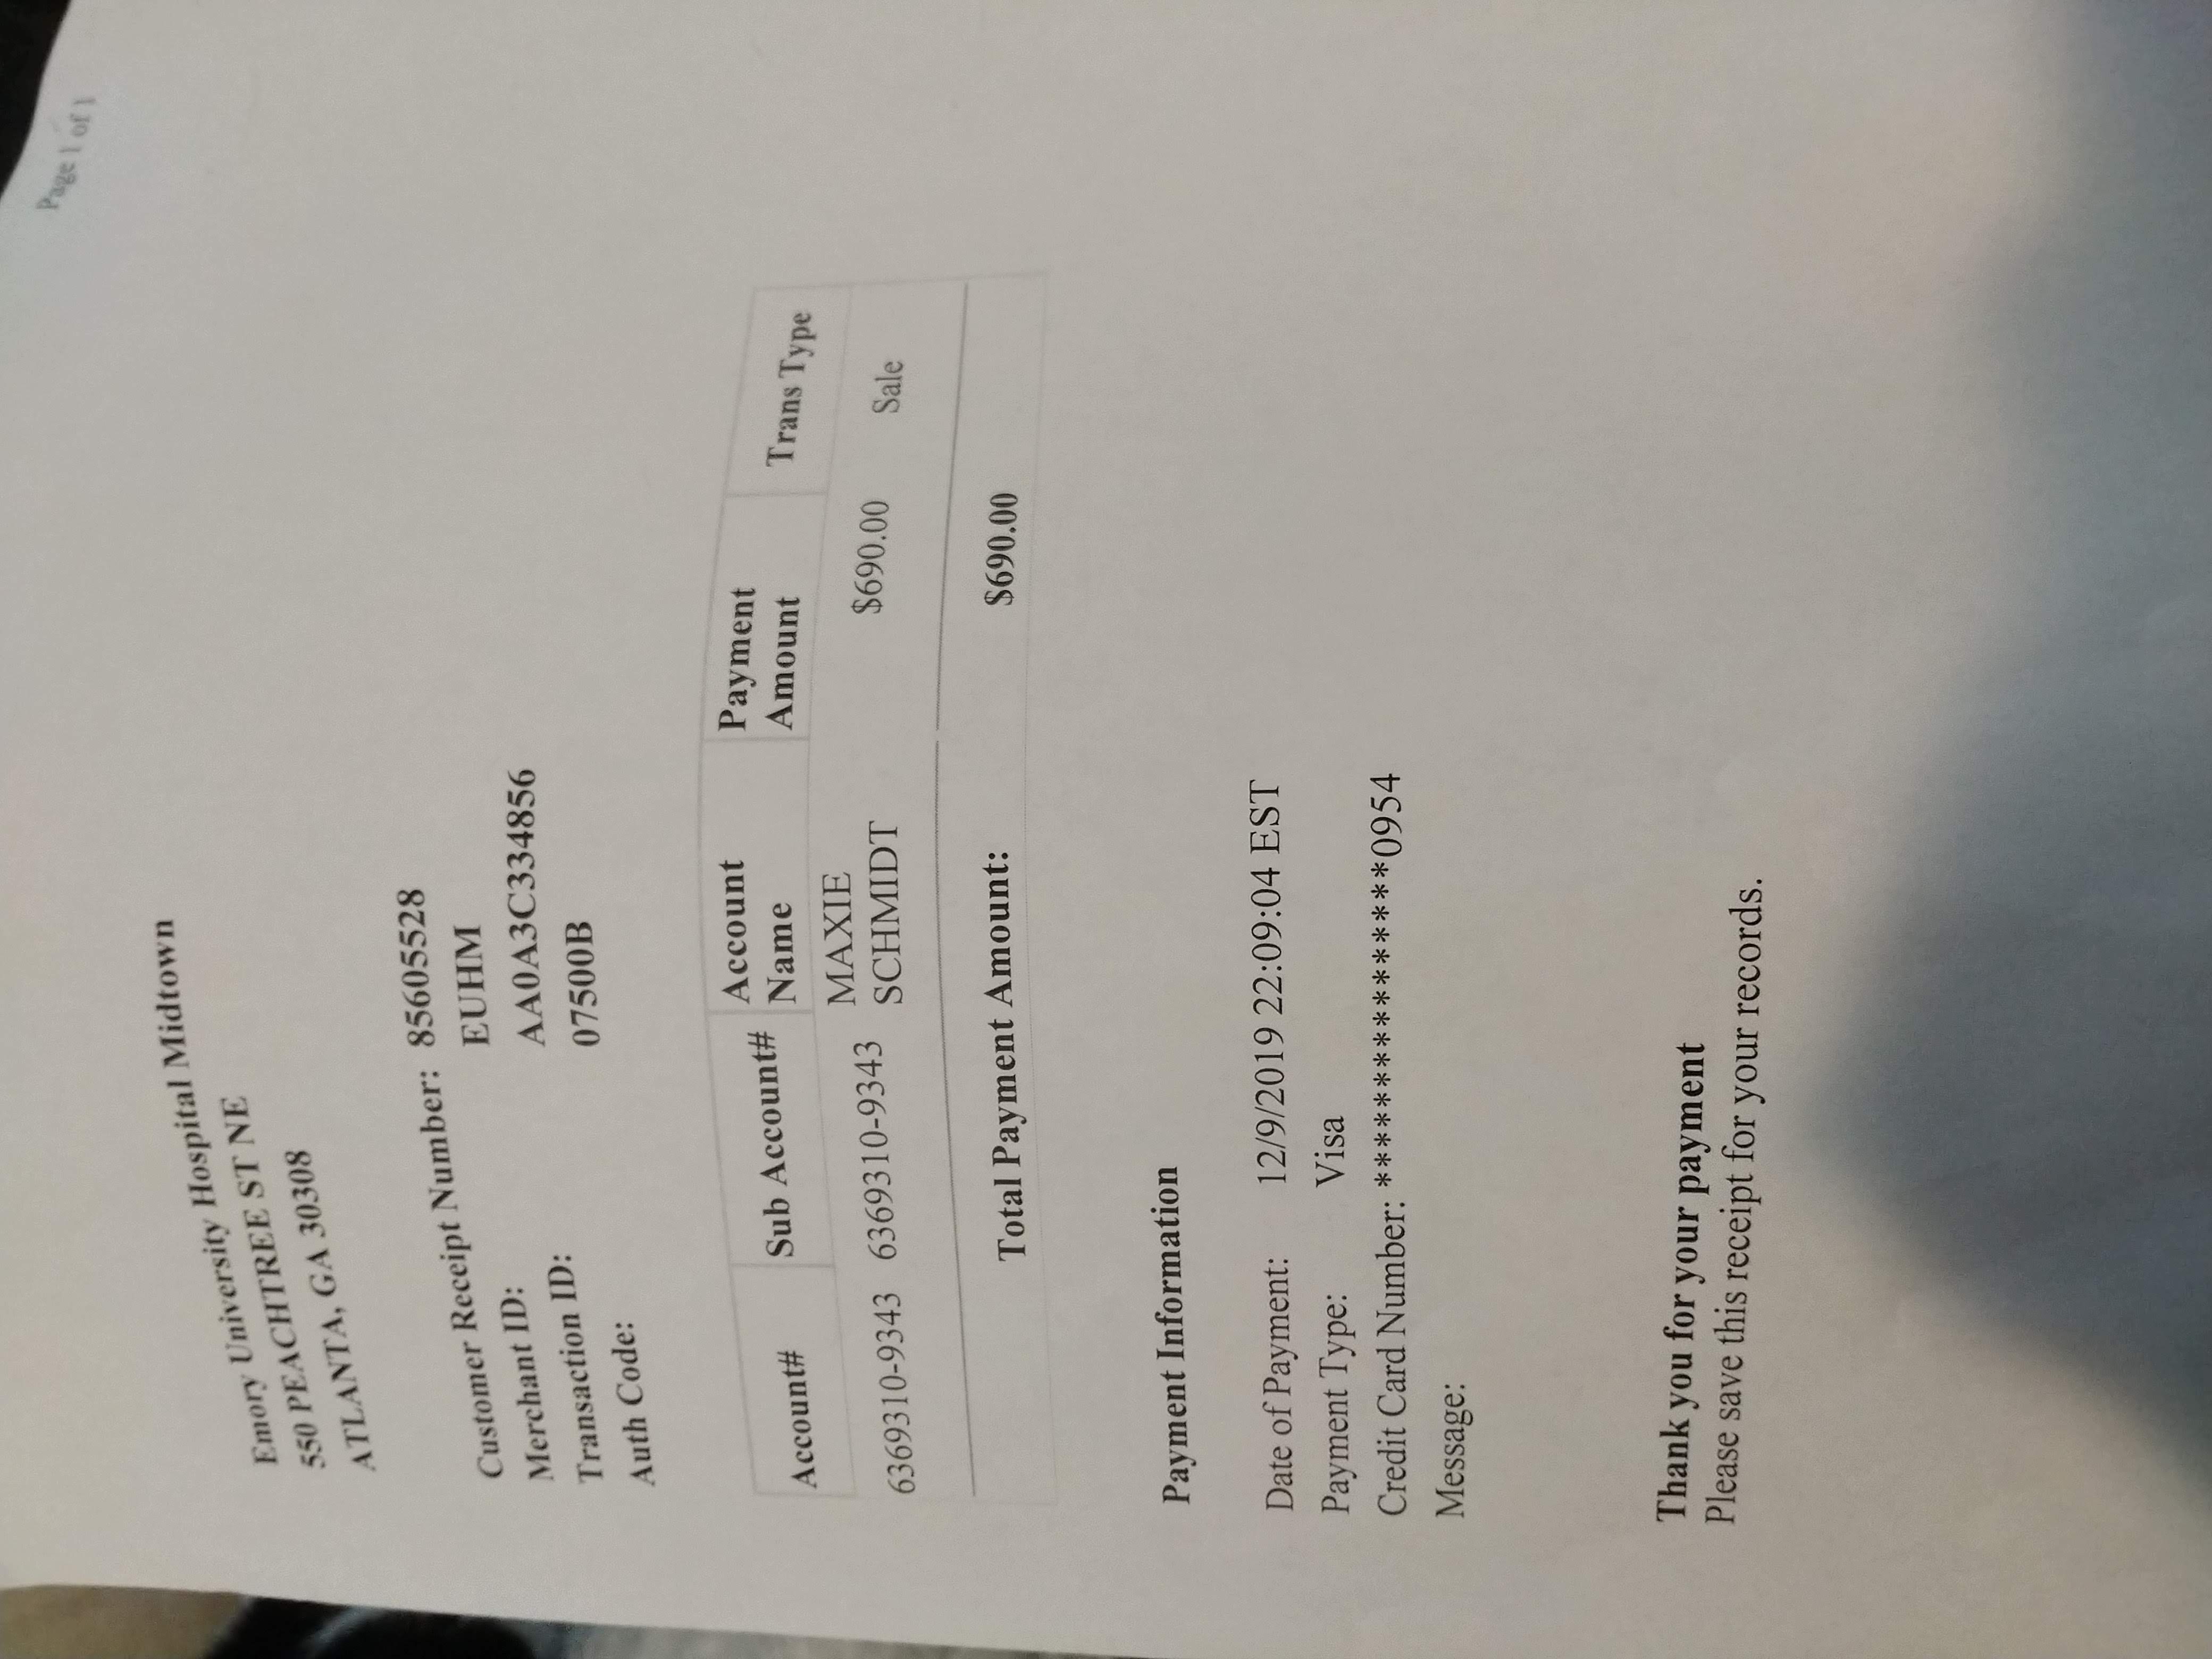 Page 1 of 1
Emory University Hospital Midtown
550 PEACHTREE ST NE
ATLANTA, GA 30308
Customer Receipt Number: 85605528
Merchant ID: EUHM
Transaction ID: AA0A3C334856
Auth Code: 07500B
Account# Sub Account# Account Name Payment Amount Trans Type
6369310-9343 6369310-9343 MAXIE SCHMIDT $690.00 Sale
Total Payment Amount: $690.00
Payment Information
Date of Payment: 12/9/2019 22:09:04 EST
Payment Type: Visa
Credit Card Number: ****************0954
Message:
Thank you for your payment
Please save this receipt for your records.